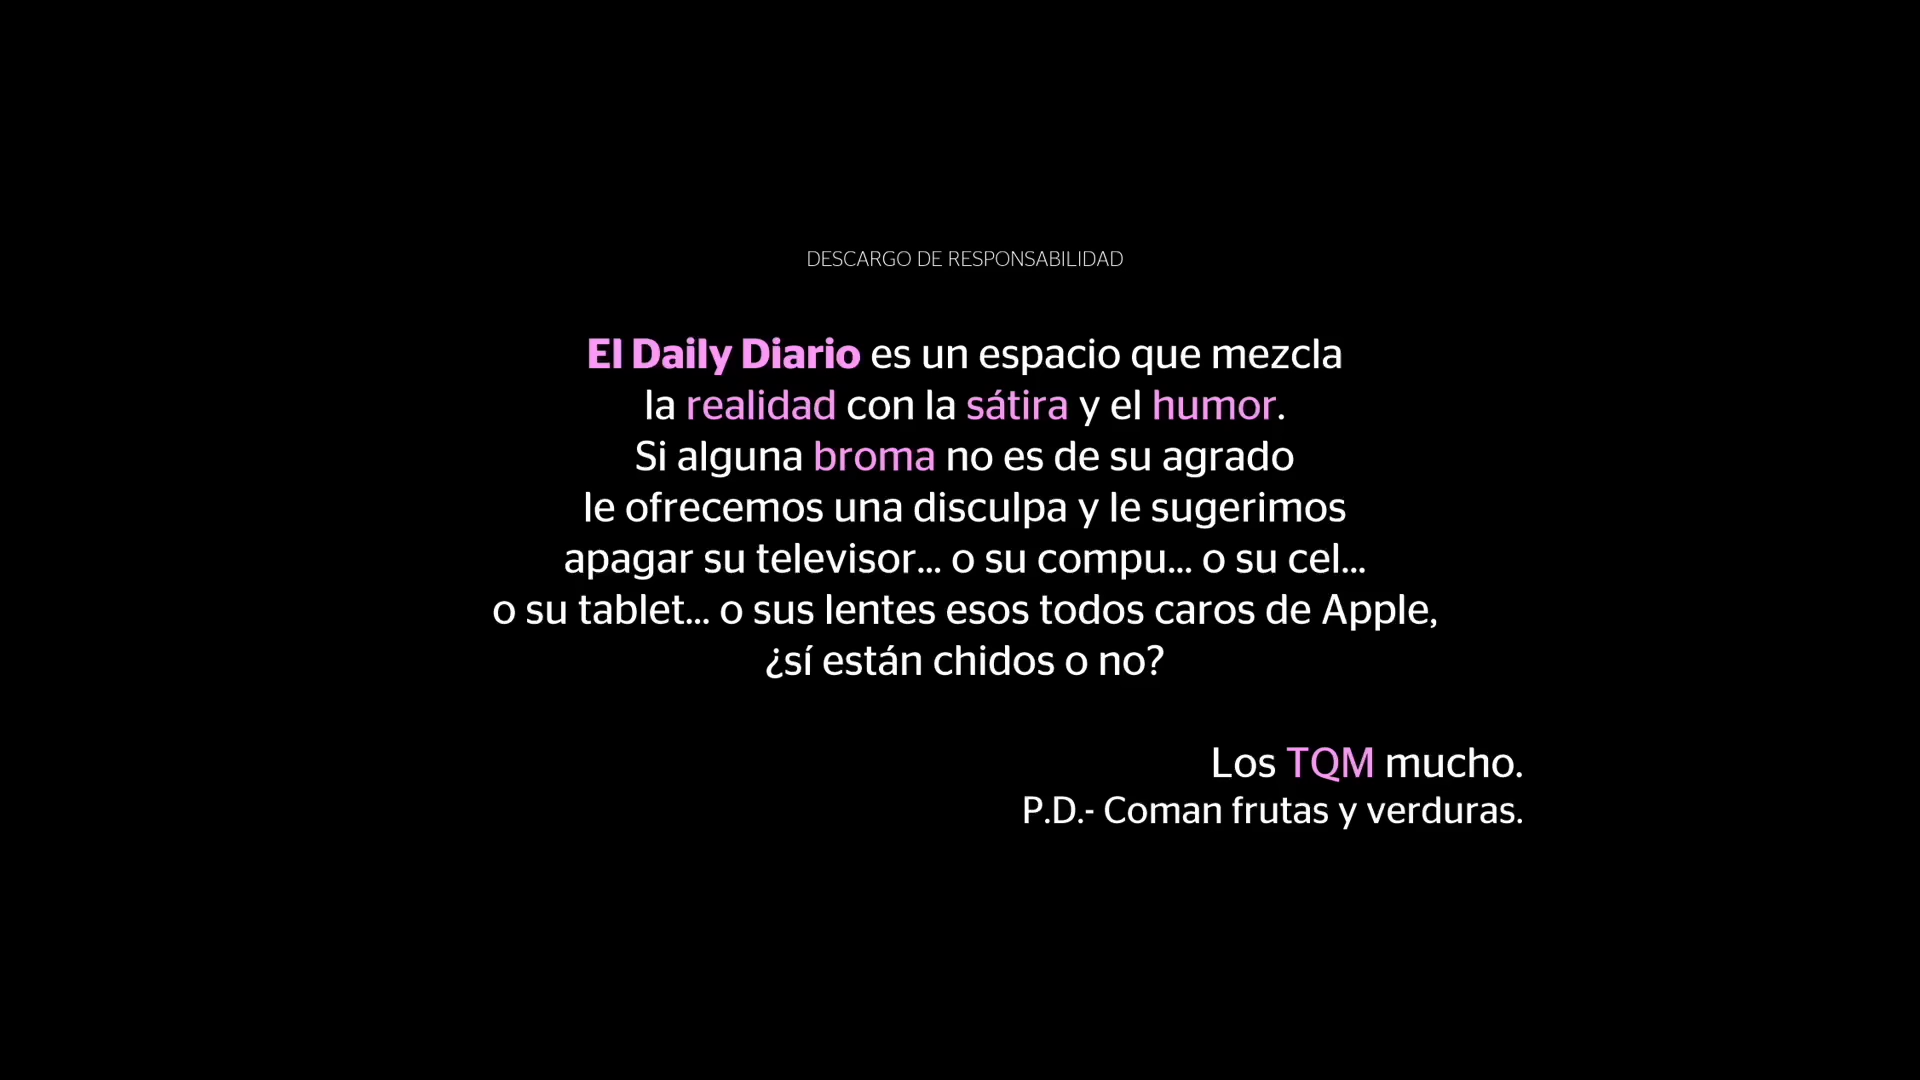 DESCARGO DE RESPONSABILIDAD
El Daily Diario es un espacio que mezcla
la realidad con la sátira y el humor.
Si alguna broma no es de su agrado
le ofrecemos una disculpa y le sugerimos
apagar su televisor... o su compu... o su cel...
o su tablet... o sus lentes esos todos caros de Apple,
¿sí están chidos o no?
Los TQM mucho.
P.D.- Coman frutas y verduras.